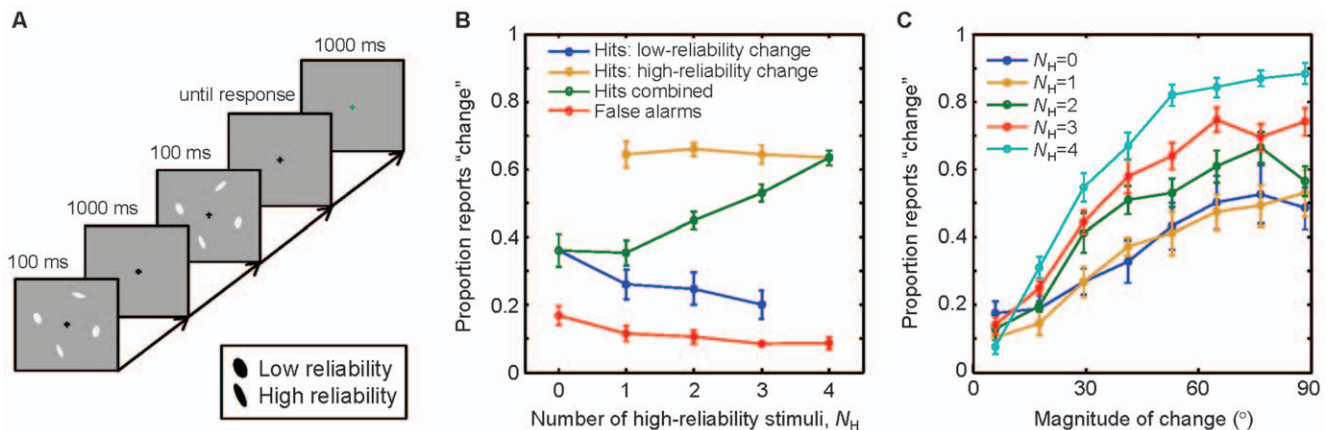 A
1000 ms
until response
100 ms
1000 ms
100 ms
Low reliability
High reliability
B
Proportion reports “change”
1
0.8
0.6
0.4
0.2
0
Hits: low-reliability change
Hits: high-reliability change
Hits combined
False alarms
0 1 2 3 4
Number of high-reliability stimuli, NH
C
Proportion reports “change”
1
0.8
0.6
0.4
0.2
0
NH=0
NH=1
NH=2
NH=3
NH=4
0 30 60 90
Magnitude of change (°)